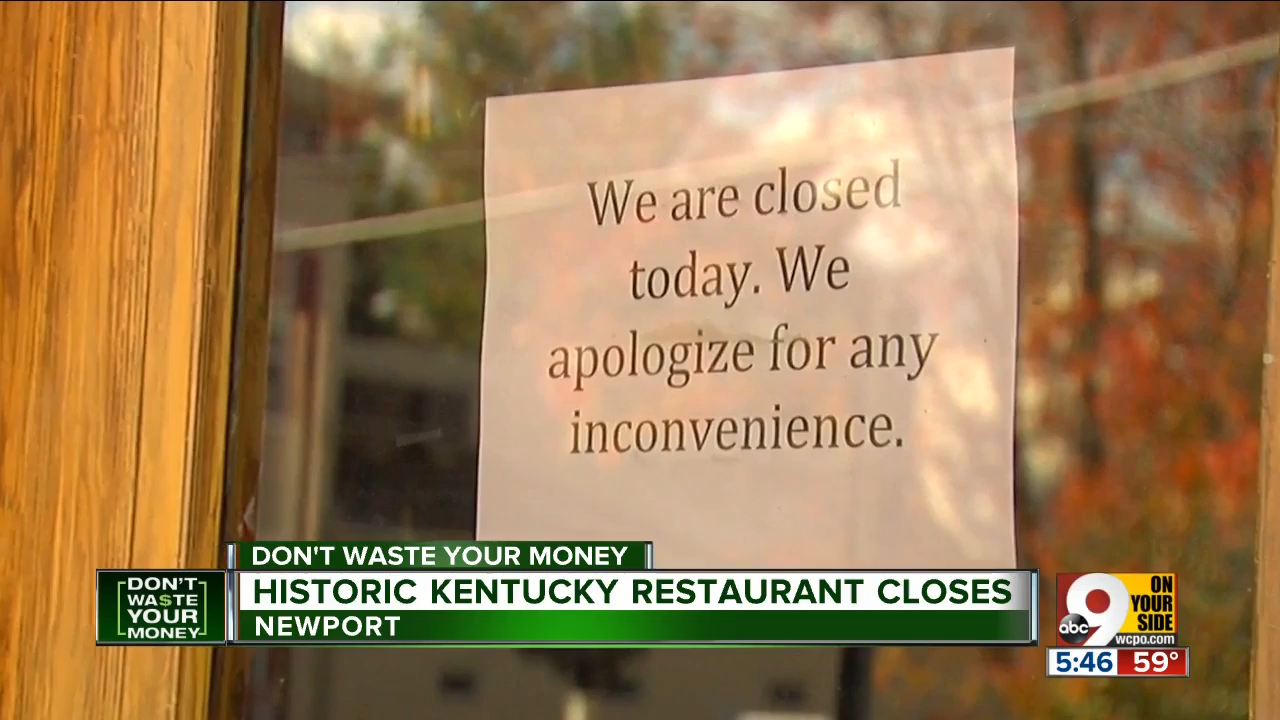 We are closed
today. We
apologize for any
inconvenience.
DON'T WASTE YOUR MONEY
DON'T
WA$TE
YOUR
MONEY
HISTORIC KENTUCKY RESTAURANT CLOSES
NEWPORT
abc 9
ON
YOUR
SIDE
wcpo.com
5:46 59°